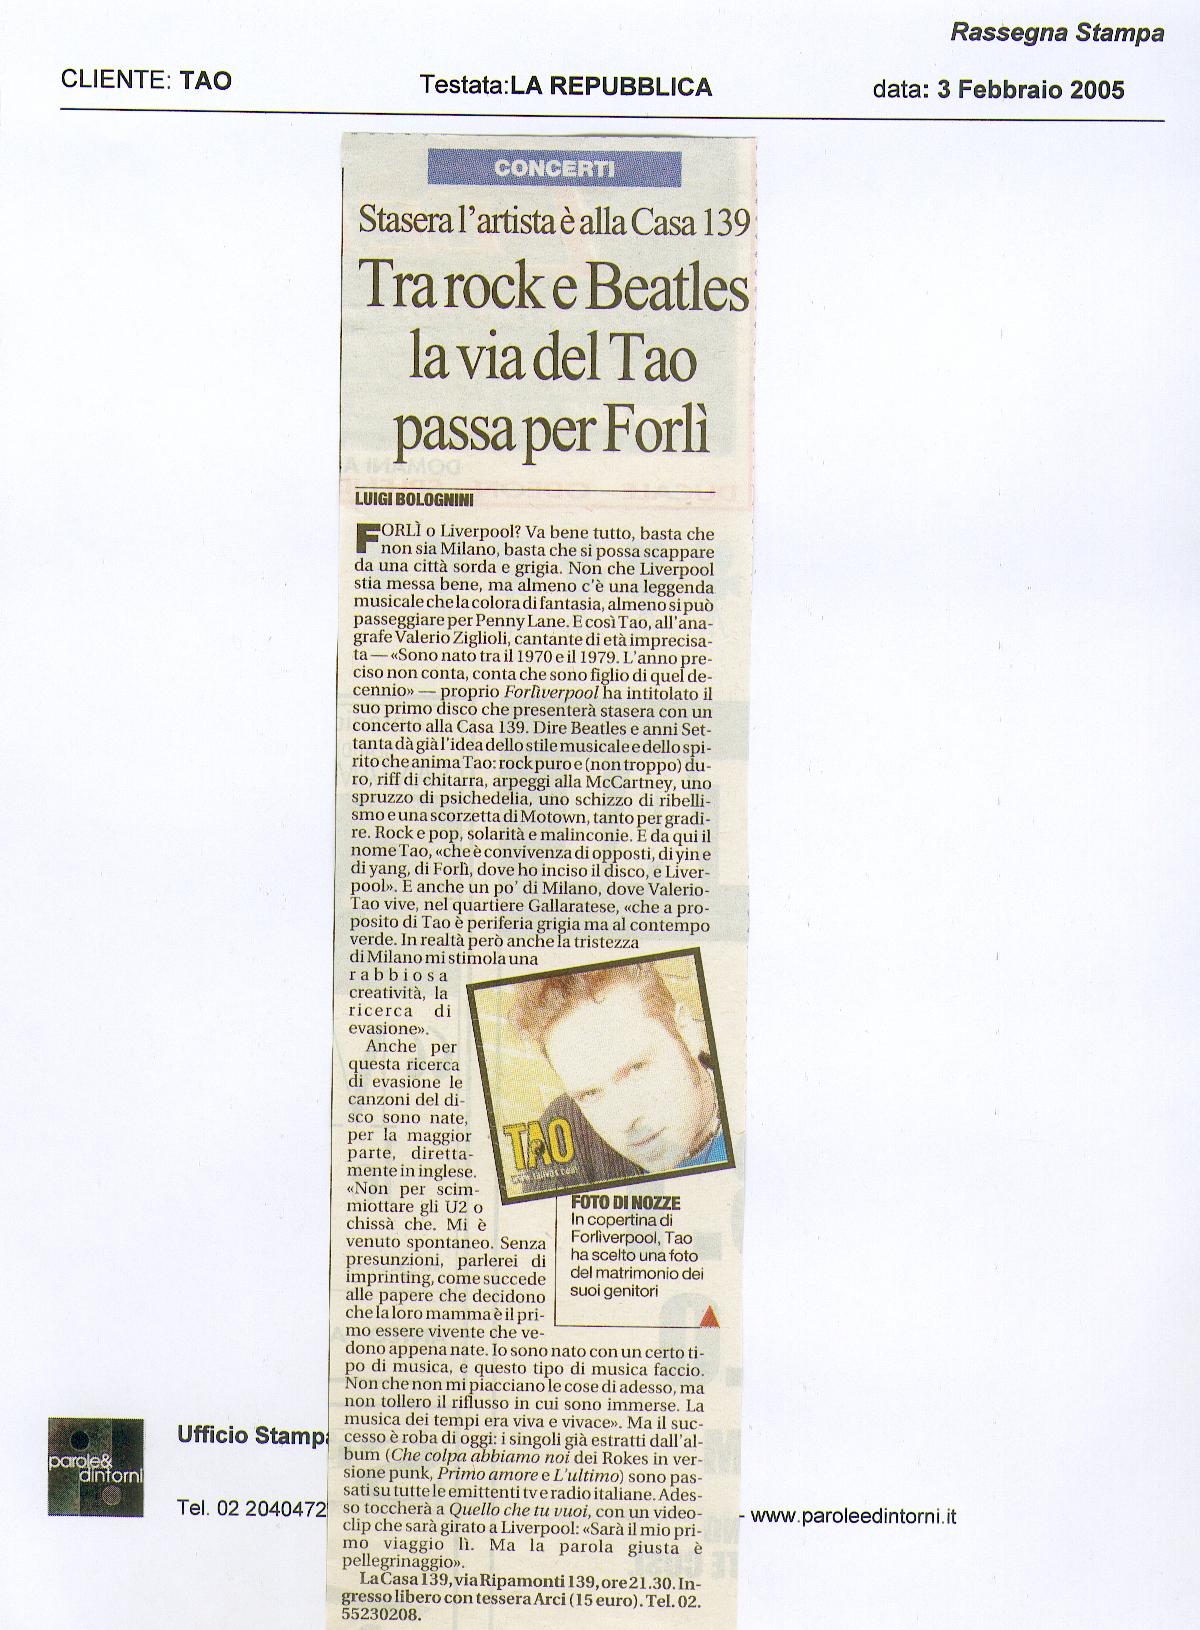 Rassegna Stampa
CLIENTE: TAO
Testata:LA REPUBBLICA
data: 3 Febbraio 2005
CONCERTI
Stasera l'artista è alla Casa 139
Tra rock e Beatles
la via del Tao
passa per Forlì
LUIGI BOLOGNINI
FORLÌ o Liverpool? Va bene tutto, basta che
non sia Milano, basta che si possa scappare
da una città sorda e grigia. Non che Liverpool
stia messa bene, ma almeno c'è una leggenda
musicale che la colora di fantasia, almeno si può
passeggiare per Penny Lane. E così Tao, all'ana-
grafe Valerio Ziglioli, cantante di età imprecisa-
ta — «Sono nato tra il 1970 e il 1979. L'anno pre-
ciso non conta, conta che sono figlio di quel de-
cennio» — proprio Forlìverpool ha intitolato il
suo primo disco che presenterà stasera con un
concerto alla Casa 139. Dire Beatles e anni Set-
tanta dà già l'idea dello stile musicale e dello spi-
rito che anima Tao: rock puro e (non troppo) du-
ro, riff di chitarra, arpeggi alla McCartney, uno
spruzzo di psichedelia, uno schizzo di ribelli-
smo e una scorzetta di Motown, tanto per gradi-
re. Rock e pop, solarità e malinconie. E da qui il
nome Tao, «che è convivenza di opposti, di yin e
di yang, di Forlì, dove ho inciso il disco, e Liver-
pool». E anche un po' di Milano, dove Valerio-
Tao vive, nel quartiere Gallaratese, «che a pro-
posito di Tao è periferia grigia ma al contempo
verde. In realtà però anche la tristezza
di Milano mi stimola una
rabbiosa
creatività, la
ricerca di
evasione».
Anche per
questa ricerca
di evasione le
canzoni del di-
sco sono nate,
per la maggior
parte, diretta-
mente in inglese.
«Non per scim-
miottare gli U2 o
chissà che. Mi è
venuto spontaneo. Senza
presunzioni, parlerei di
imprinting, come succede
alle papere che decidono
che la loro mamma è il pri-
mo essere vivente che ve-
dono appena nate. Io sono nato con un certo ti-
po di musica, e questo tipo di musica faccio.
Non che non mi piacciano le cose di adesso, ma
non tollero il riflusso in cui sono immerse. La
musica dei tempi era viva e vivace». Ma il suc-
cesso è roba di oggi: i singoli già estratti dall'al-
bum (Che colpa abbiamo noi dei Rokes in ver-
sione punk, Primo amore e L'ultimo) sono pas-
sati su tutte le emittenti tv e radio italiane. Ades-
so toccherà a Quello che tu vuoi, con un video-
clip che sarà girato a Liverpool: «Sarà il mio pri-
mo viaggio lì. Ma la parola giusta è
pellegrinaggio».
La Casa 139, via Ripamonti 139, ore 21.30. In-
gresso libero con tessera Arci (15 euro). Tel. 02.
55230208.
TAO
FOTO DI NOZZE
In copertina di
Forlìverpool, Tao
ha scelto una foto
del matrimonio dei
suoi genitori
parole&
dintorni
Ufficio Stampa
Tel. 02 2040472
- www.paroleedintorni.it